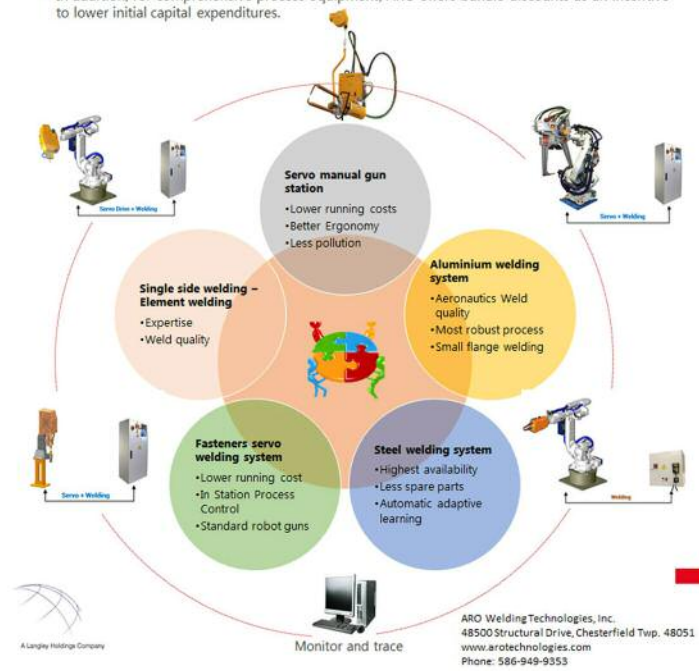 to lower initial capital expenditures.
Servo manual gun
station
•Lower running costs
•Better Ergonomy
•Less pollution
Servo Drive + Welding
Servo + Welding
Single side welding –
Element welding
•Expertise
•Weld quality
Aluminium welding
system
•Aeronautics Weld
quality
•Most robust process
•Small flange welding
Fasteners servo
welding system
•Lower running cost
•In Station Process
Control
•Standard robot guns
Steel welding system
•Highest availability
•Less spare parts
•Automatic adaptive
learning
Servo + Welding
Welding
Monitor and trace
A Langley Holdings Company
ARO Welding Technologies, Inc.
48500 Structural Drive, Chesterfield Twp. 48051
www.arotechnologies.com
Phone: 586-949-9353